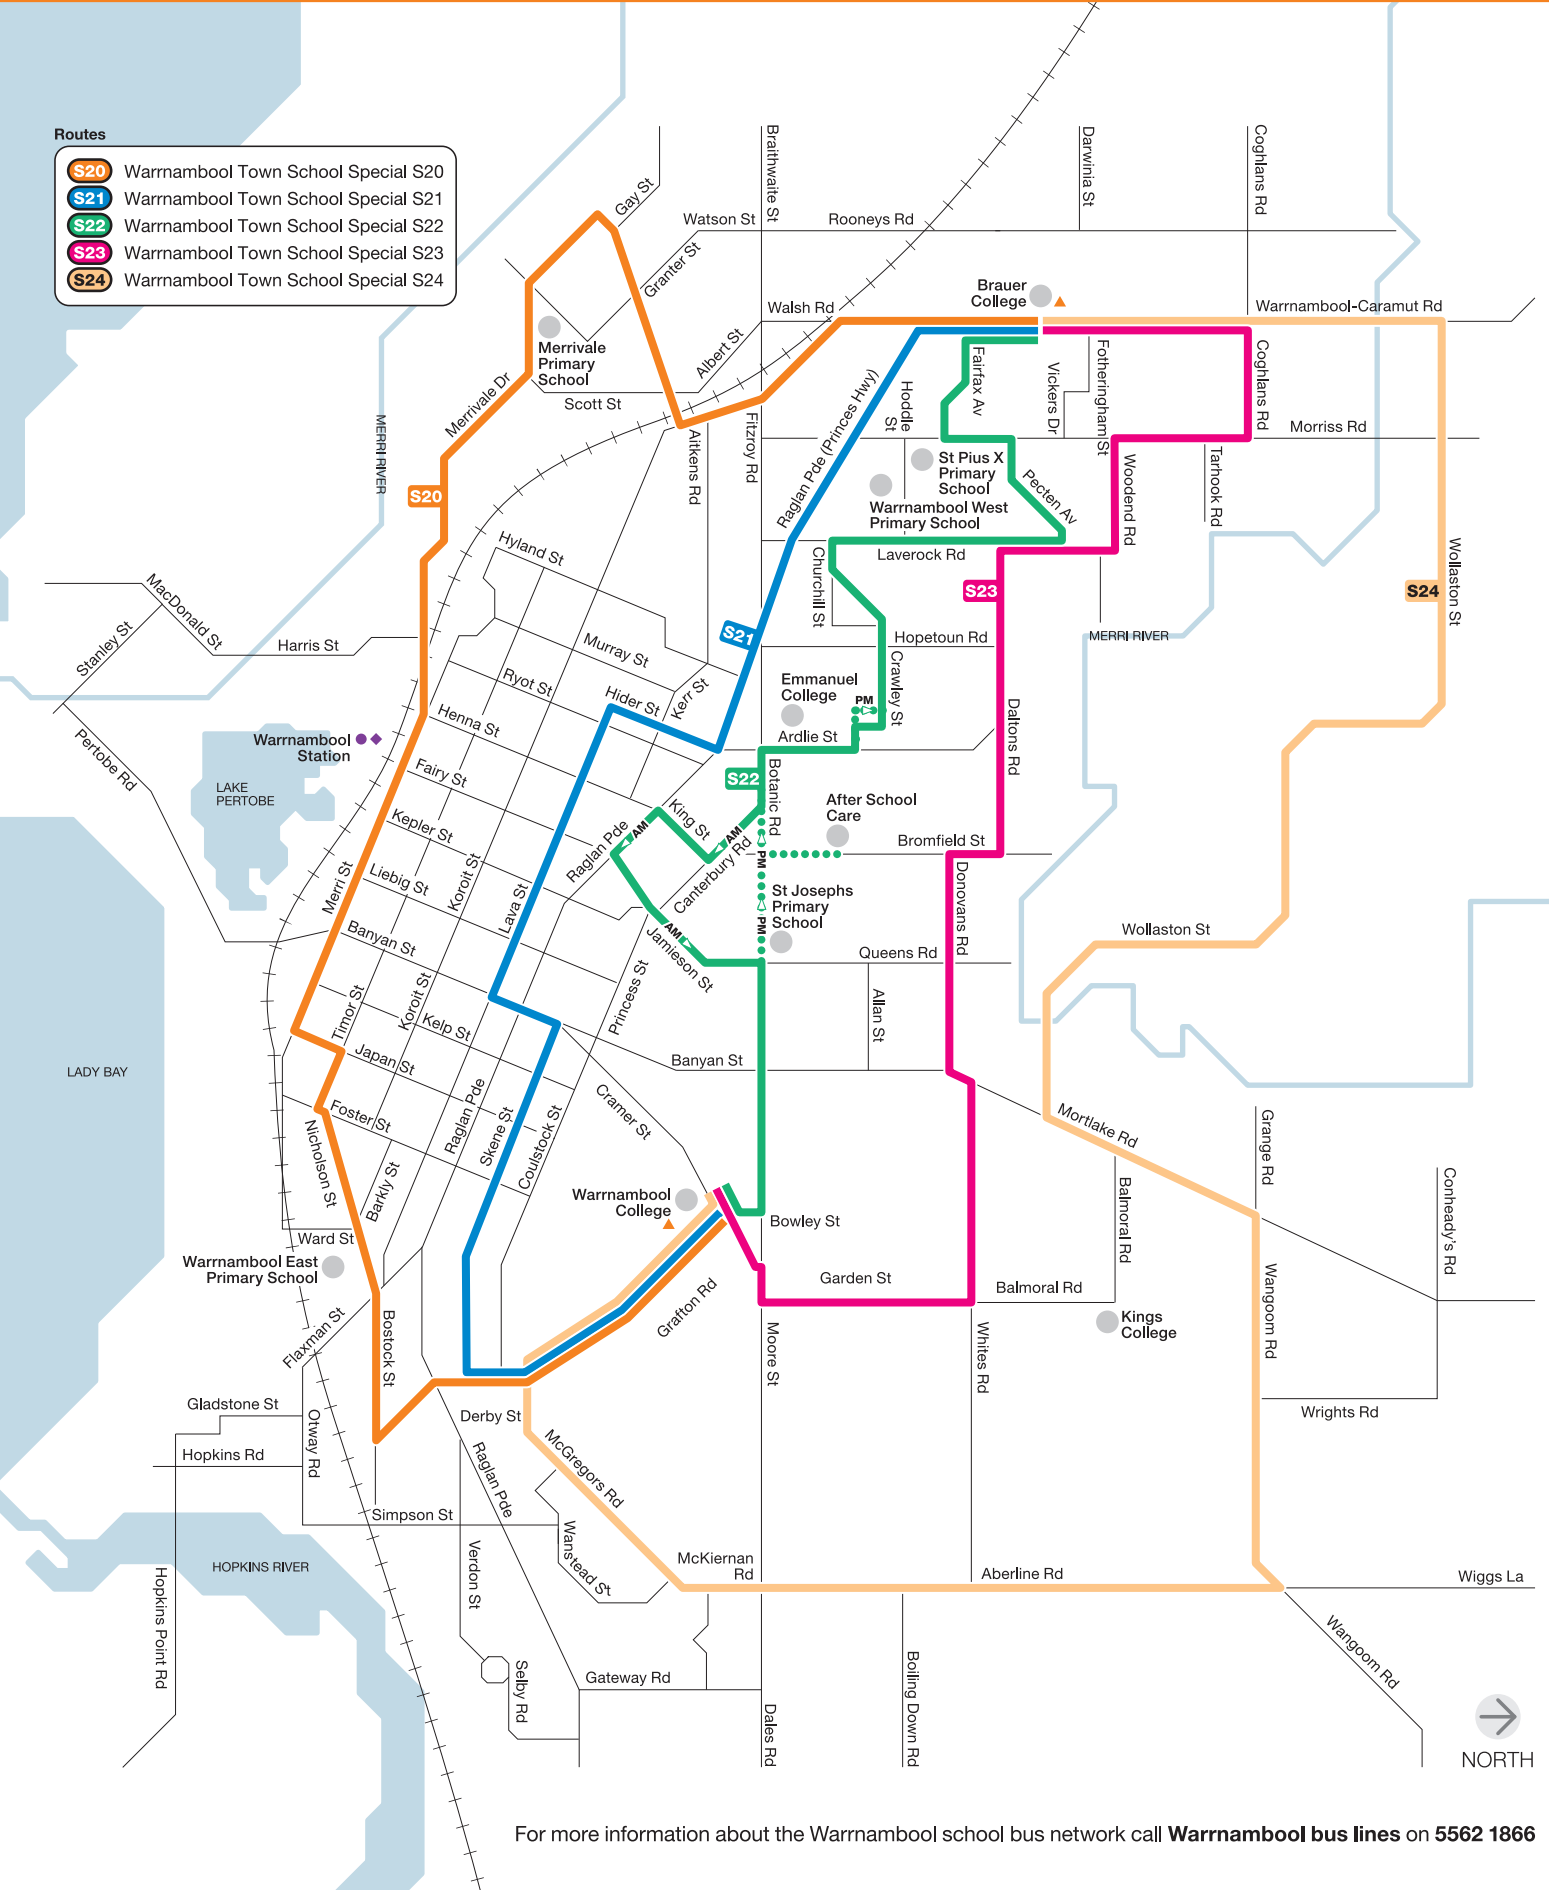 Routes
S20 Warrnambool Town School Special S20
S21 Warrnambool Town School Special S21
S22 Warrnambool Town School Special S22
S23 Warrnambool Town School Special S23
S24 Warrnambool Town School Special S24
Gay St
Braithwaite St
Darwinia St
Coghlans Rd
Watson St
Rooneys Rd
Granter St
Brauer
College
Walsh Rd
Warrnambool-Caramut Rd
Merrivale
Primary
School
Albert St
Scott St
Merrivale Dr
MERRI RIVER
Raglan Pde (Princes Hwy)
Hoddle
St
Fairfax Av
Vickers Dr
Fotheringham St
Coghlans Rd
Morriss Rd
Fitzroy Rd
Aitkens Rd
St Pius X
Primary
School
Warrnambool West
Primary School
Pecten Av
Woodend Rd
Tarhook Rd
S20
Hyland St
Laverock Rd
Churchill St
S23
S24
Wollaston St
MacDonald St
Stanley St
Harris St
S21
Murray St
Hopetoun Rd
MERRI RIVER
Ryot St
Hider St
Kerr St
Emmanuel
College
PM
Crawley St
Henna St
Ardlie St
Daltons Rd
Pertobe Rd
Warrnambool
Station
LAKE
PERTOBE
Fairy St
S22
Botanic Rd
After School
Care
Kepler St
King St
AM
AM
Raglan Pde
Canterbury Rd
PM
Bromfield St
Liebig St
Merri St
Koroit St
Lava St
St Josephs
Primary
School
PM
Donovans Rd
Banyan St
AM
Jamieson St
Queens Rd
Wollaston St
Timor St
Koroit St
Kelp St
Princess St
Allan St
Japan St
Banyan St
LADY BAY
Foster St
Raglan Pde
Skene St
Coulstock St
Cramer St
Mortlake Rd
Grange Rd
Nicholson St
Barkly St
Warrnambool
College
Bowley St
Balmoral Rd
Conheady's Rd
Ward St
Warrnambool East
Primary School
Garden St
Balmoral Rd
Wangoom Rd
Grafton Rd
Kings
College
Flaxman St
Bostock St
Moore St
Whites Rd
Gladstone St
Otway Rd
Derby St
Wrights Rd
Hopkins Rd
Raglan Pde
McGregors Rd
Simpson St
Wanstead St
McKiernan
Rd
Aberline Rd
Wiggs La
HOPKINS RIVER
Hopkins Point Rd
Verdon St
Wangoom Rd
Selby Rd
Gateway Rd
Dales Rd
Boiling Down Rd
NORTH
For more information about the Warrnambool school bus network call Warrnambool bus lines on 5562 1866